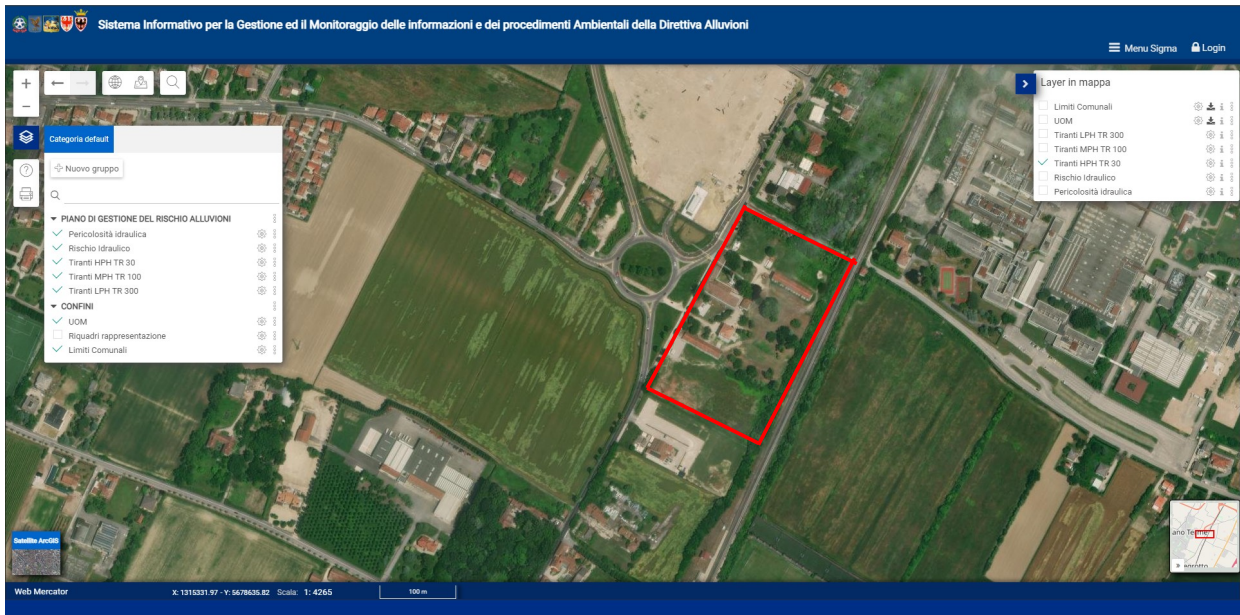 Sistema Informativo per la Gestione ed il Monitoraggio delle informazioni e dei procedimenti Ambientali della Direttiva Alluvioni
Menu Sigma
Login
Categoria default
Nuovo gruppo
PIANO DI GESTIONE DEL RISCHIO ALLUVIONI
Pericolosità idraulica
Rischio Idraulico
Tiranti HPH TR 30
Tiranti MPH TR 100
Tiranti LPH TR 300
CONFINI
UOM
Riquadri rappresentazione
Limiti Comunali
Layer in mappa
Limiti Comunali
UOM
Tiranti LPH TR 300
Tiranti MPH TR 100
Tiranti HPH TR 30
Rischio Idraulico
Pericolosità idraulica
Satellite ArcGIS
ano Terme
Web Mercator
X: 1315331.97 - Y: 5678635.82 Scala: 1: 4265
100 m